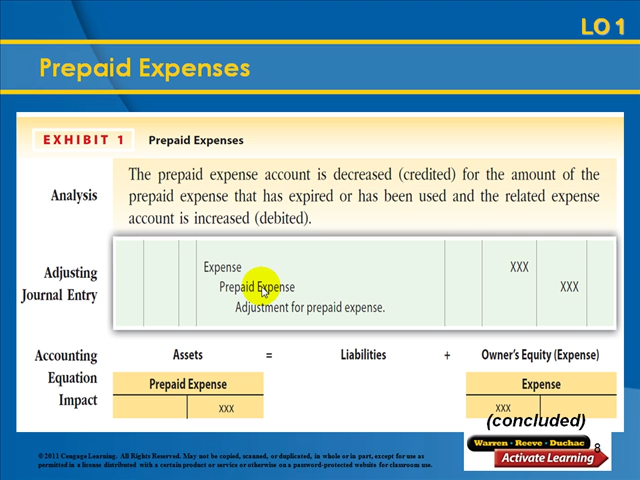 LO 1
Prepaid Expenses
EXHIBIT 1 Prepaid Expenses
Analysis
The prepaid expense account is decreased (credited) for the amount of the
prepaid expense that has expired or has been used and the related expense
account is increased (debited).
Adjusting
Journal Entry
Expense XXX
Prepaid Expense XXX
Adjustment for prepaid expense.
Accounting
Equation
Impact
Assets = Liabilities + Owner's Equity (Expense)
Prepaid Expense Expense
xxx xxx
(concluded)
Warren • Reeve • Duchac
8
Activate Learning
© 2011 Cengage Learning. All Rights Reserved. May not be copied, scanned, or duplicated, in whole or in part, except for use as
permitted in a license distributed with a certain product or service or otherwise on a password-protected website for classroom use.